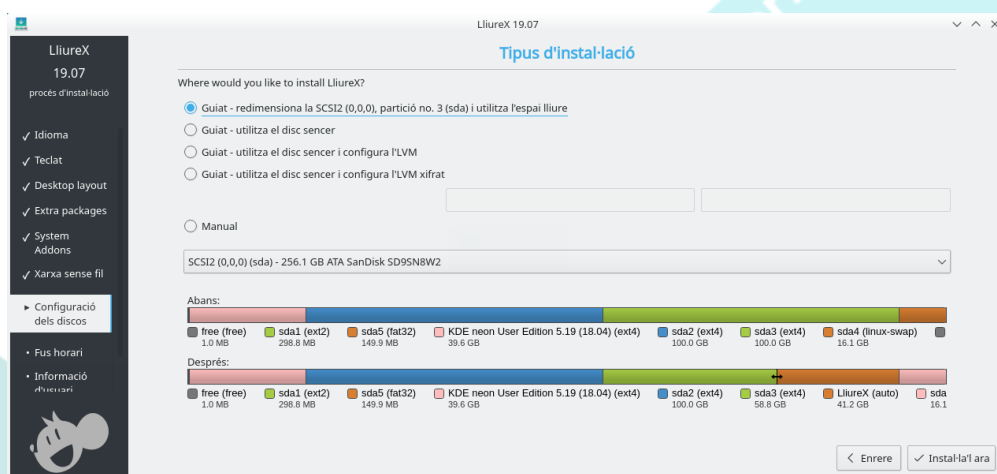 LliureX 19.07
LliureX
19.07
procés d'instal·lació
✓ Idioma
✓ Teclat
✓ Desktop layout
✓ Extra packages
✓ System
Addons
✓ Xarxa sense fil
▸ Configuració
dels discos
• Fus horari
• Informació
d'usuari
Tipus d'instal·lació
Where would you like to install LliureX?
Guiat - redimensiona la SCSI2 (0,0,0), partició no. 3 (sda) i utilitza l'espai lliure
Guiat - utilitza el disc sencer
Guiat - utilitza el disc sencer i configura l'LVM
Guiat - utilitza el disc sencer i configura l'LVM xifrat
Manual
SCSI2 (0,0,0) (sda) - 256.1 GB ATA SanDisk SD9SN8W2
Abans:
free (free) sda1 (ext2) sda5 (fat32) KDE neon User Edition 5.19 (18.04) (ext4) sda2 (ext4) sda3 (ext4) sda4 (linux-swap)
1.0 MB 298.8 MB 149.9 MB 39.6 GB 100.0 GB 100.0 GB 16.1 GB
Després:
free (free) sda1 (ext2) sda5 (fat32) KDE neon User Edition 5.19 (18.04) (ext4) sda2 (ext4) sda3 (ext4) LliureX (auto) sda
1.0 MB 298.8 MB 149.9 MB 39.6 GB 100.0 GB 58.8 GB 41.2 GB 16.1
Enrere ✓ Instal·la'l ara